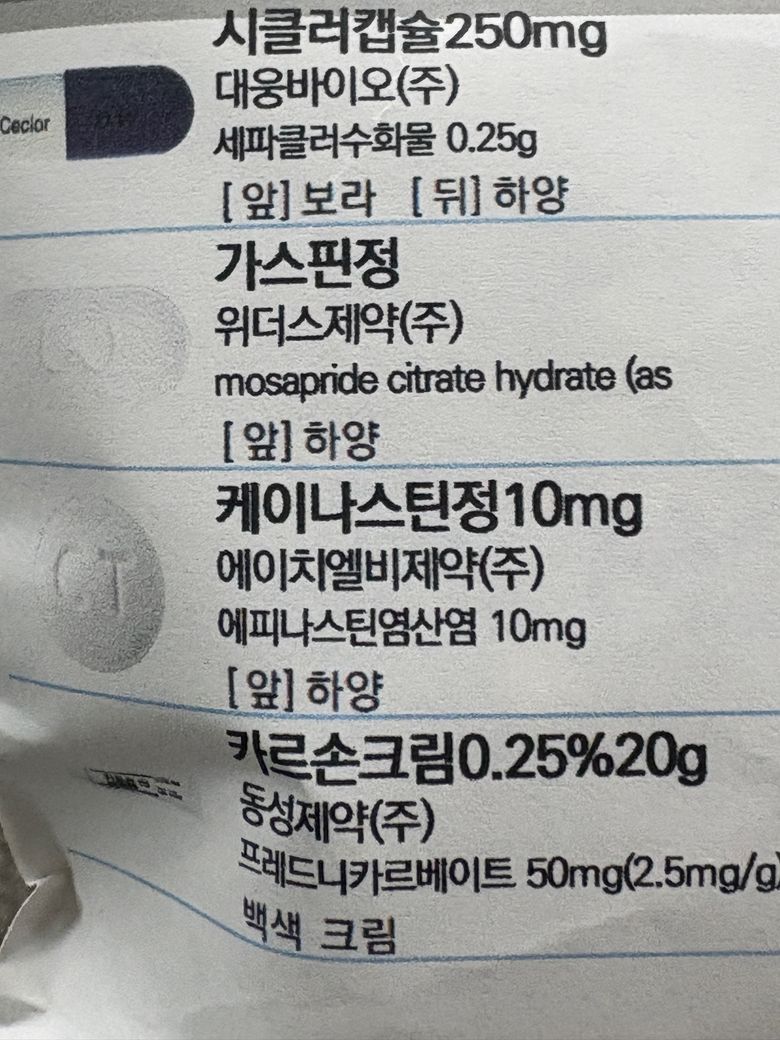 시클러캡슐250mg
Ceclor
대웅바이오(주)
세파클러수화물 0.25g
[앞]보라 [뒤]하양
가스핀정
위더스제약(주)
mosapride citrate hydrate (as
[앞]하양
케이나스틴정10mg
에이치엘비제약(주)
에피나스틴염산염 10mg
[앞]하양
카르손크림0.25%20g
동성제약(주)
프레드니카르베이트 50mg(2.5mg/g)
백색 크림